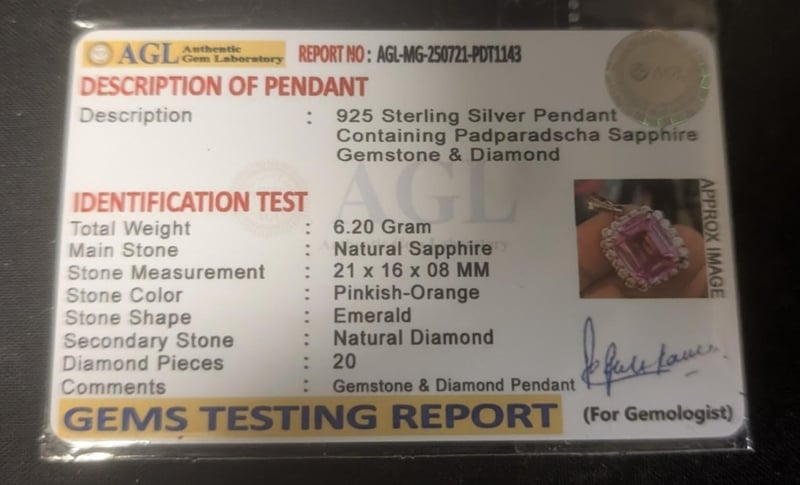 AGL Authentic Gem Laboratory REPORT NO : AGL-MG-250721-PDT1143
AGL
DESCRIPTION OF PENDANT
Description : 925 Sterling Silver Pendant
Containing Padparadscha Sapphire
Gemstone & Diamond
AGL
IDENTIFICATION TEST
Total Weight : 6.20 Gram
Main Stone : Natural Sapphire
Stone Measurement : 21 x 16 x 08 MM
Stone Color : Pinkish-Orange
Stone Shape : Emerald
Secondary Stone : Natural Diamond
Diamond Pieces : 20
Comments : Gemstone & Diamond Pendant
APPROX IMAGE
GEMS TESTING REPORT
(For Gemologist)